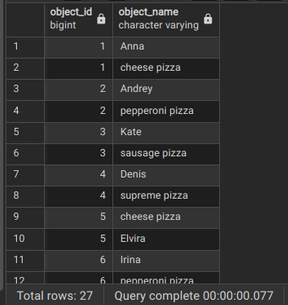 object_id object_name
bigint character varying
1 1 Anna
2 1 cheese pizza
3 2 Andrey
4 2 pepperoni pizza
5 3 Kate
6 3 sausage pizza
7 4 Denis
8 4 supreme pizza
9 5 cheese pizza
10 5 Elvira
11 6 Irina
12 6 pepperoni pizza
Total rows: 27 Query complete 00:00:00.077